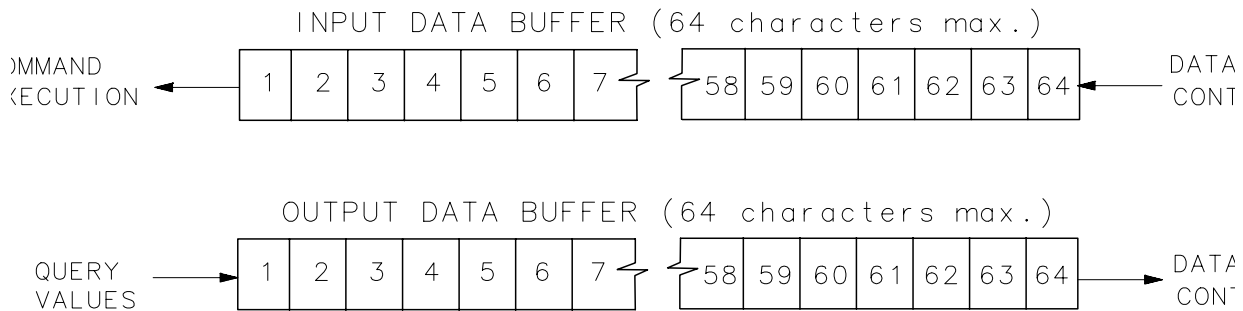 INPUT DATA BUFFER (64 characters max.)
1 2 3 4 5 6 7 58 59 60 61 62 63 64
DATA
OUTPUT DATA BUFFER (64 characters max.)
QUERY
VALUES
1 2 3 4 5 6 7 58 59 60 61 62 63 64
DATA